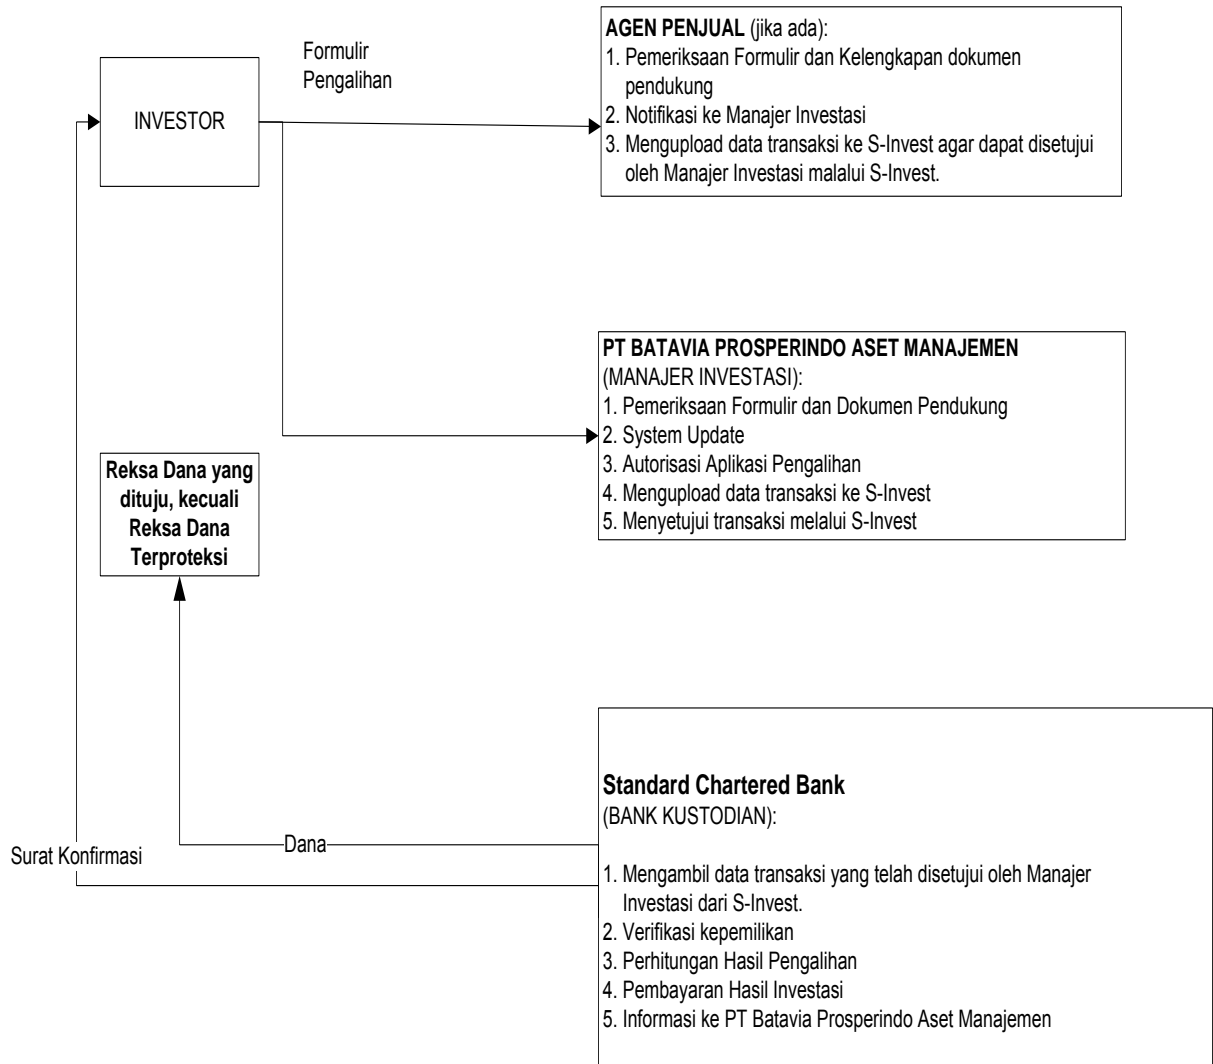 Formulir
Pengalihan
INVESTOR
AGEN PENJUAL (jika ada):
1. Pemeriksaan Formulir dan Kelengkapan dokumen
pendukung
2. Notifikasi ke Manajer Investasi
3. Mengupload data transaksi ke S-Invest agar dapat disetujui
oleh Manajer Investasi malalui S-Invest.
PT BATAVIA PROSPERINDO ASET MANAJEMEN
(MANAJER INVESTASI):
1. Pemeriksaan Formulir dan Dokumen Pendukung
2. System Update
3. Autorisasi Aplikasi Pengalihan
4. Mengupload data transaksi ke S-Invest
5. Menyetujui transaksi melalui S-Invest
Reksa Dana yang
dituju, kecuali
Reksa Dana
Terproteksi
Standard Chartered Bank
(BANK KUSTODIAN):
Dana
Surat Konfirmasi
1. Mengambil data transaksi yang telah disetujui oleh Manajer
Investasi dari S-Invest.
2. Verifikasi kepemilikan
3. Perhitungan Hasil Pengalihan
4. Pembayaran Hasil Investasi
5. Informasi ke PT Batavia Prosperindo Aset Manajemen